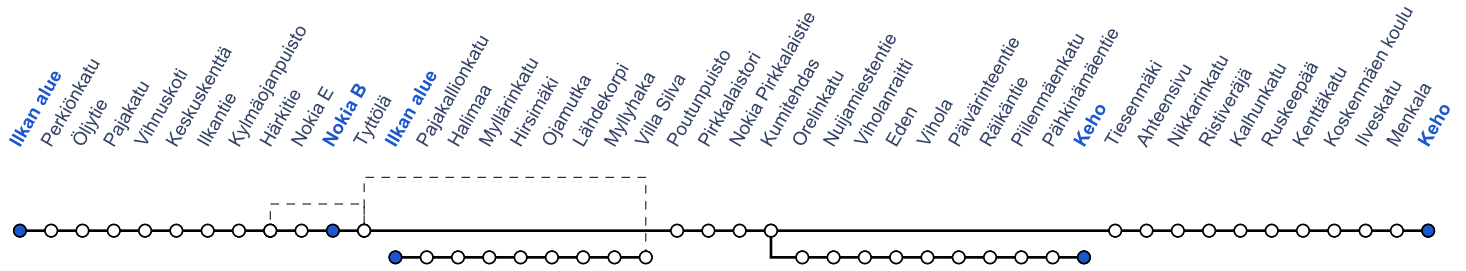 Ilkan alue
Perkiönkatu
Öljytie
Pajakatu
Vihnuskoti
Keskuskenttä
Ilkantie
Kylmäojanpuisto
Härkitie
Nokia E
Nokia B
Tyttölä
Ilkan alue
Pajakallionkatu
Halimaa
Myllärinkatu
Hirsimäki
Ojamutka
Lähdekorpi
Myllyhaka
Villa Silva
Poutunpuisto
Pirkkalaistori
Nokia Pirkkalaistie
Kumitehdas
Orelinkatu
Nuijamiestentie
Viholanraitti
Eden
Vihola
Päivärinteentie
Räikäntie
Piilenmäenkatu
Pähkinämäentie
Keho
Tiesenmäki
Ahteensivu
Nikkarinkatu
Ristiveräjä
Kalhunkatu
Ruskeepää
Kenttäkatu
Koskenmäen koulu
Ilveskatu
Menkala
Keho